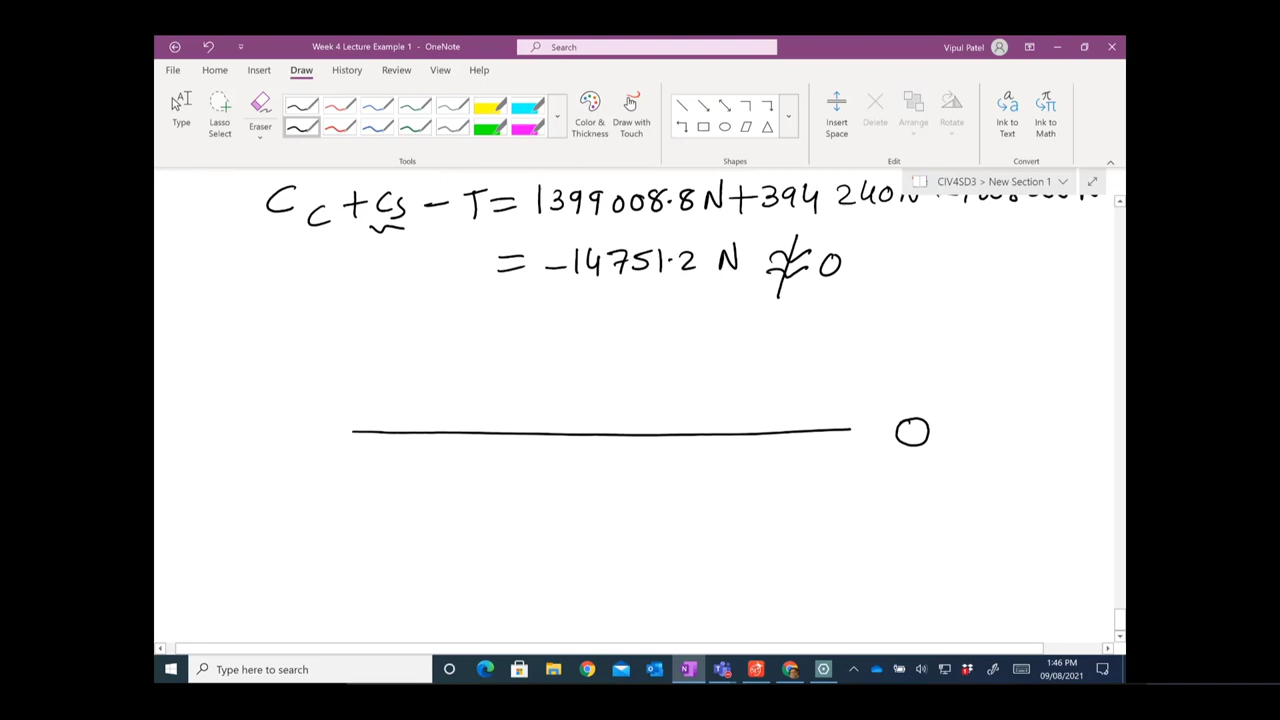 Week 4 Lecture Example 1 - OneNote
Search
Vipul Patel
File Home Insert Draw History Review View Help
Type
Lasso Select
Eraser
Color & Thickness
Draw with Touch
Insert Space
Delete
Arrange
Rotate
Ink to Text
Ink to Math
Tools Shapes Edit Convert
CIV4SD3 > New Section 1
C_C + Cs - T = 1399008.8N + 394 240N
= -14751.2 N ≉ 0
O
Type here to search
1:46 PM
09/08/2021